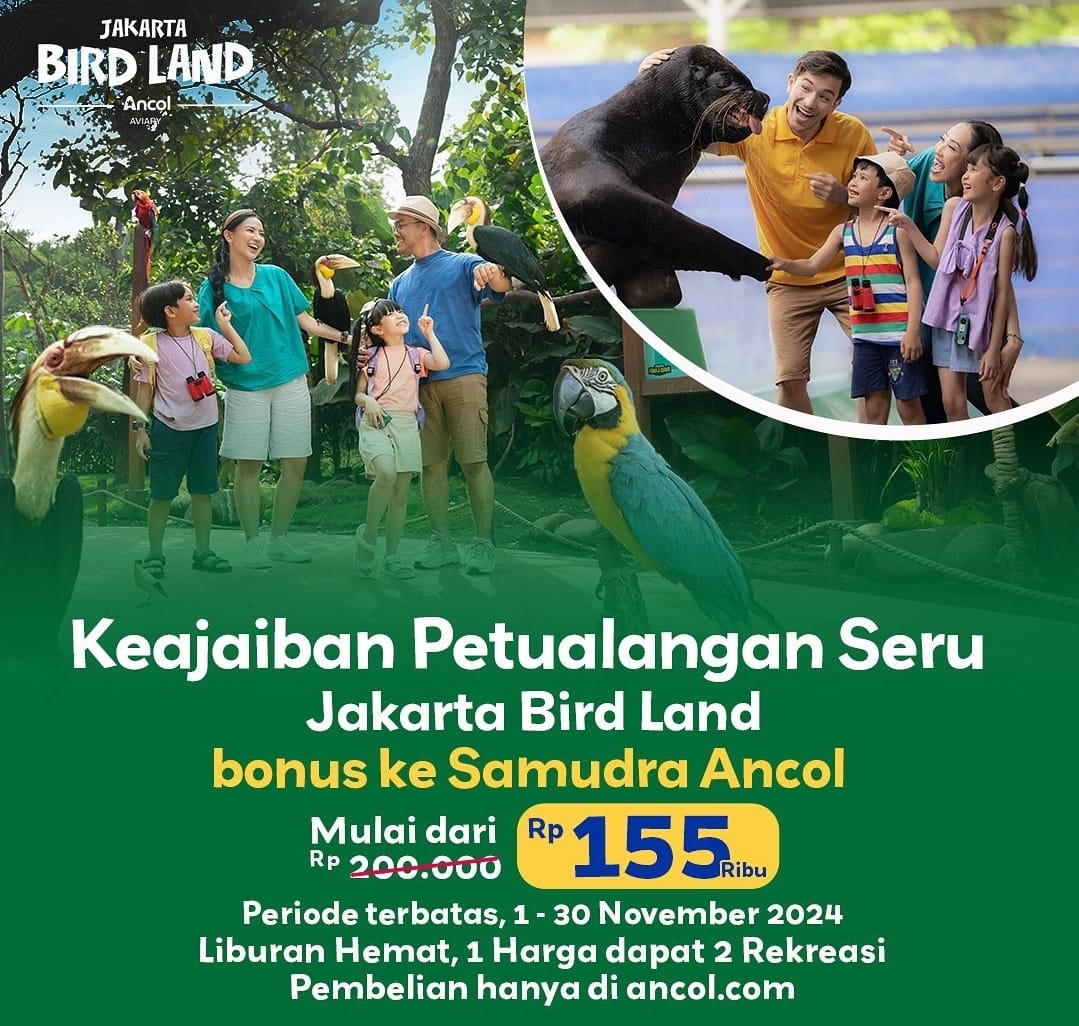 JAKARTA
BIRD LAND
Ancol
AVIARY
Keajaiban Petualangan Seru
Jakarta Bird Land
bonus ke Samudra Ancol
Mulai dari
Rp 200.000
Rp 155 Ribu
Periode terbatas, 1 - 30 November 2024
Liburan Hemat, 1 Harga dapat 2 Rekreasi
Pembelian hanya di ancol.com